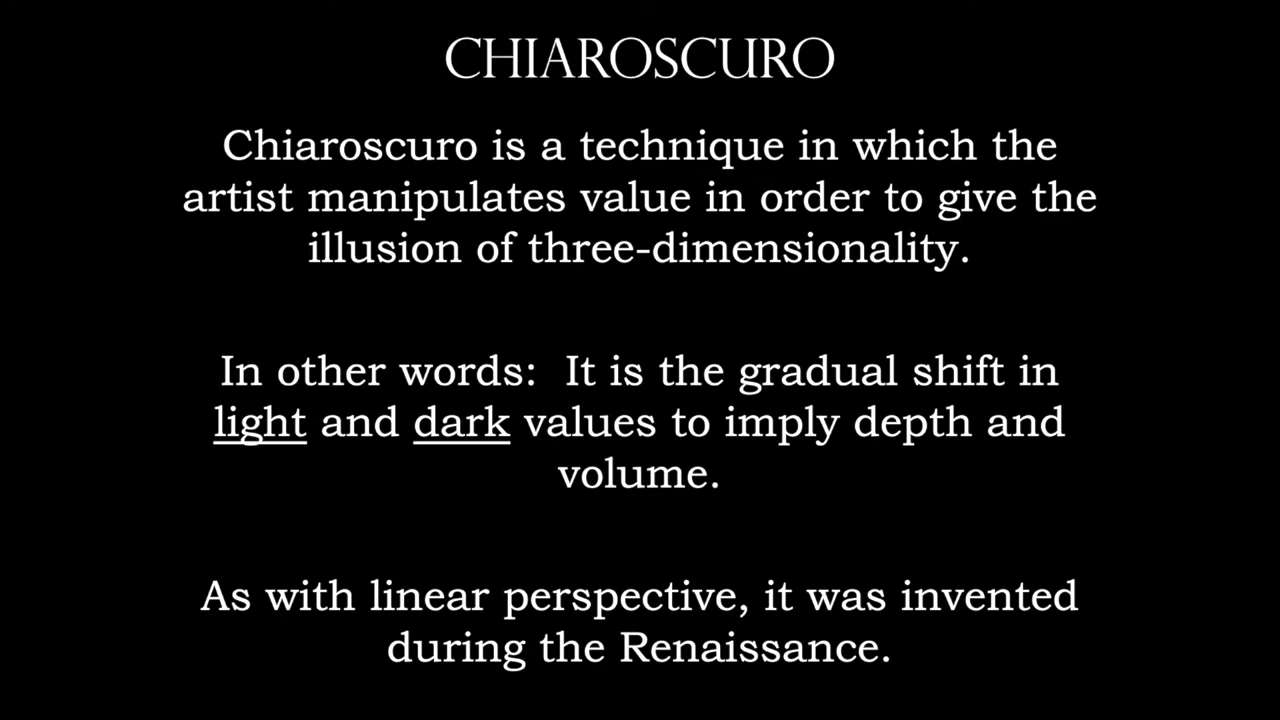 CHIAROSCURO
Chiaroscuro is a technique in which the
artist manipulates value in order to give the
illusion of three-dimensionality.
In other words:  It is the gradual shift in
light and dark values to imply depth and
volume.
As with linear perspective, it was invented
during the Renaissance.